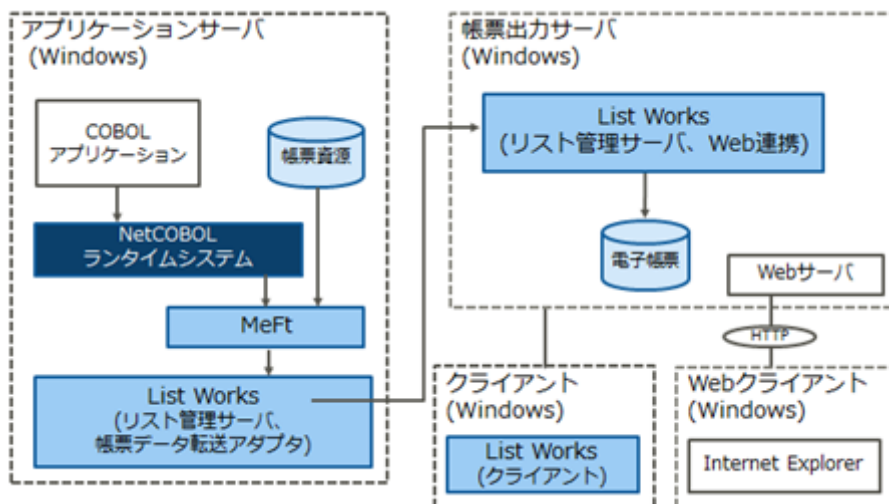 アプリケーションサーバ
(Windows)
COBOL
アプリケーション
帳票資源
NetCOBOL
ランタイムシステム
MeFt
List Works
(リスト管理サーバ、
帳票データ転送アダプタ)
帳票出力サーバ
(Windows)
List Works
(リスト管理サーバ、Web連携)
電子帳票
Webサーバ
HTTP
クライアント
(Windows)
List Works
(クライアント)
Webクライアント
(Windows)
Internet Explorer